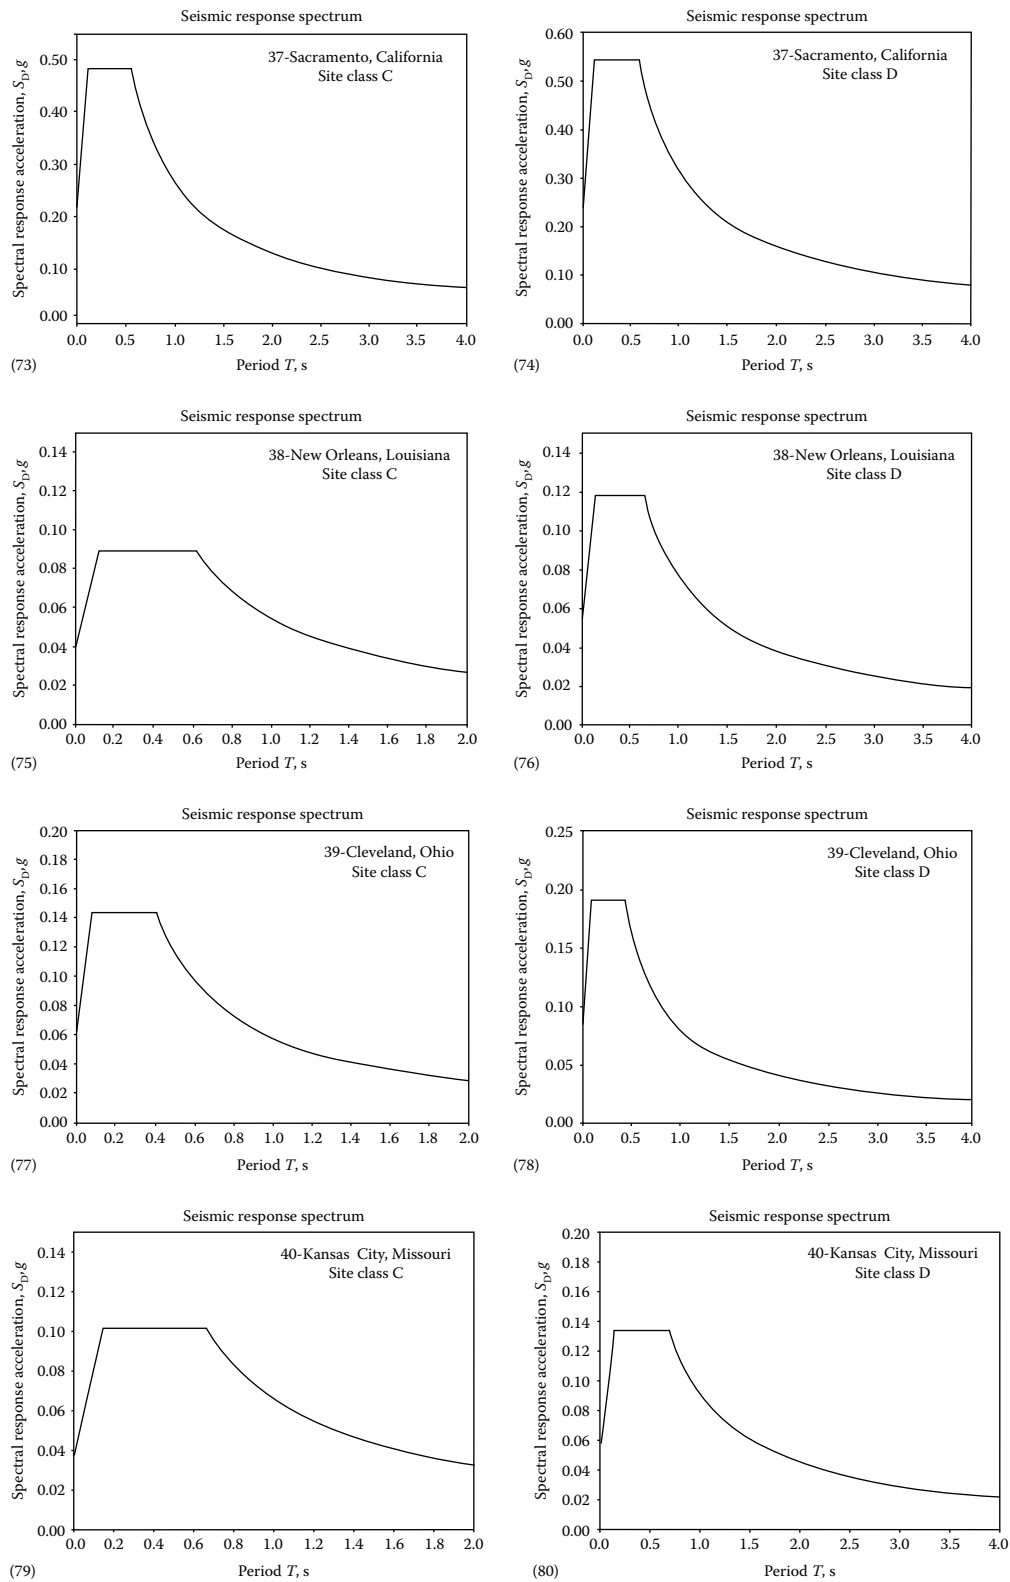 Seismic response spectrum
37-Sacramento, California
Site class C
Spectral response acceleration, S_D, g
0.50
0.40
0.30
0.20
0.10
0.00
0.0 0.5 1.0 1.5 2.0 2.5 3.0 3.5 4.0
Period T, s
(73)
Seismic response spectrum
37-Sacramento, California
Site class D
Spectral response acceleration, S_D, g
0.60
0.50
0.40
0.30
0.20
0.10
0.00
0.0 0.5 1.0 1.5 2.0 2.5 3.0 3.5 4.0
Period T, s
(74)
Seismic response spectrum
38-New Orleans, Louisiana
Site class C
Spectral response acceleration, S_D, g
0.14
0.12
0.10
0.08
0.06
0.04
0.02
0.00
0.0 0.2 0.4 0.6 0.8 1.0 1.2 1.4 1.6 1.8 2.0
Period T, s
(75)
Seismic response spectrum
38-New Orleans, Louisiana
Site class D
Spectral response acceleration, S_D, g
0.14
0.12
0.10
0.08
0.06
0.04
0.02
0.00
0.0 0.5 1.0 1.5 2.0 2.5 3.0 3.5 4.0
Period T, s
(76)
Seismic response spectrum
39-Cleveland, Ohio
Site class C
Spectral response acceleration, S_D, g
0.20
0.18
0.16
0.14
0.12
0.10
0.08
0.06
0.04
0.02
0.00
0.0 0.2 0.4 0.6 0.8 1.0 1.2 1.4 1.6 1.8 2.0
Period T, s
(77)
Seismic response spectrum
39-Cleveland, Ohio
Site class D
Spectral response acceleration, S_D, g
0.25
0.20
0.15
0.10
0.05
0.00
0.0 0.5 1.0 1.5 2.0 2.5 3.0 3.5 4.0
Period T, s
(78)
Seismic response spectrum
40-Kansas City, Missouri
Site class C
Spectral response acceleration, S_D, g
0.14
0.12
0.10
0.08
0.06
0.04
0.02
0.00
0.0 0.2 0.4 0.6 0.8 1.0 1.2 1.4 1.6 1.8 2.0
Period T, s
(79)
Seismic response spectrum
40-Kansas City, Missouri
Site class D
Spectral response acceleration, S_D, g
0.20
0.18
0.16
0.14
0.12
0.10
0.08
0.06
0.04
0.02
0.00
0.0 0.5 1.0 1.5 2.0 2.5 3.0 3.5 4.0
Period T, s
(80)